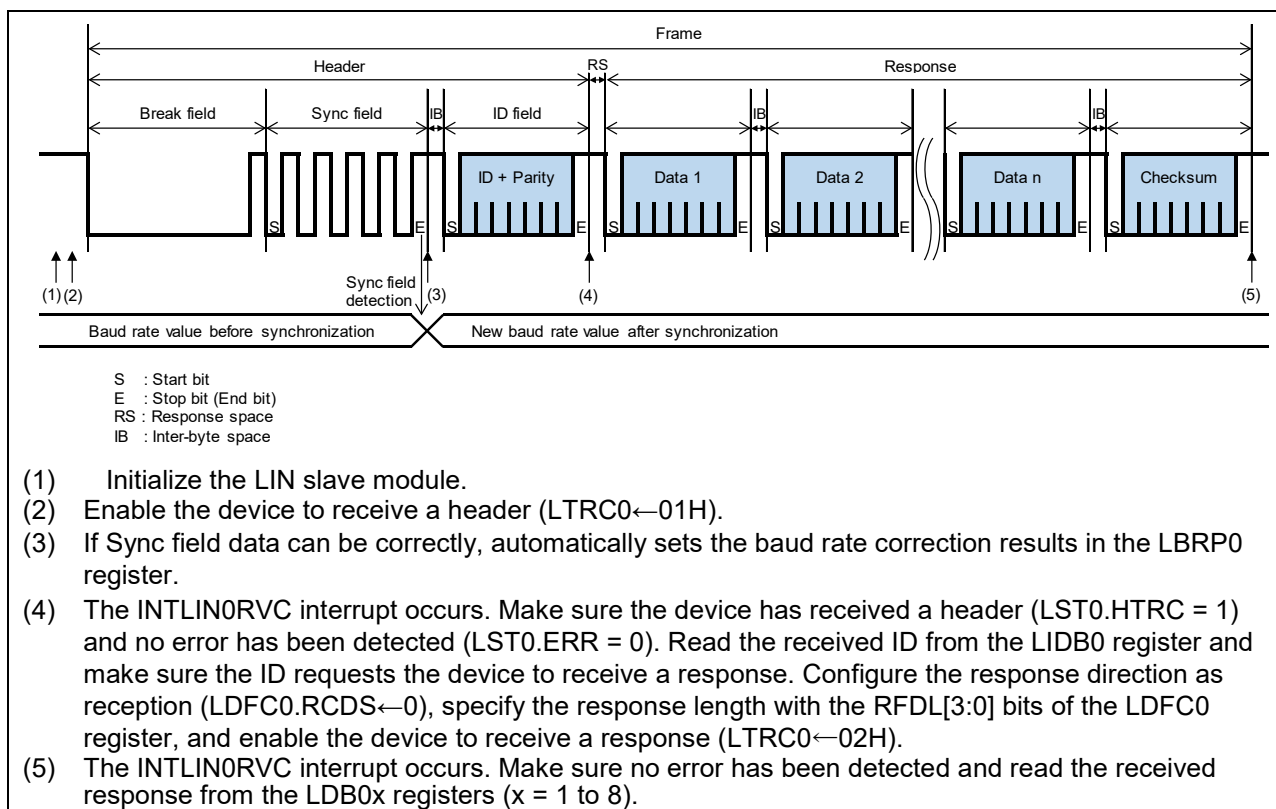 Frame
Header
RS
Response
Break field
Sync field
IB
ID field
IB
IB
ID + Parity
Data 1
Data 2
Data n
Checksum
S
E
S
E
S
E
S
E
S
E
S
E
(1)
(2)
Sync field
detection
(3)
(4)
(5)
Baud rate value before synchronization
New baud rate value after synchronization
S : Start bit
E : Stop bit (End bit)
RS : Response space
IB : Inter-byte space
(1) Initialize the LIN slave module.
(2) Enable the device to receive a header (LTRC0←01H).
(3) If Sync field data can be correctly, automatically sets the baud rate correction results in the LBRP0
register.
(4) The INTLIN0RVC interrupt occurs. Make sure the device has received a header (LST0.HTRC = 1)
and no error has been detected (LST0.ERR = 0). Read the received ID from the LIDB0 register and
make sure the ID requests the device to receive a response. Configure the response direction as
reception (LDFC0.RCDS←0), specify the response length with the RFDL[3:0] bits of the LDFC0
register, and enable the device to receive a response (LTRC0←02H).
(5) The INTLIN0RVC interrupt occurs. Make sure no error has been detected and read the received
response from the LDB0x registers (x = 1 to 8).